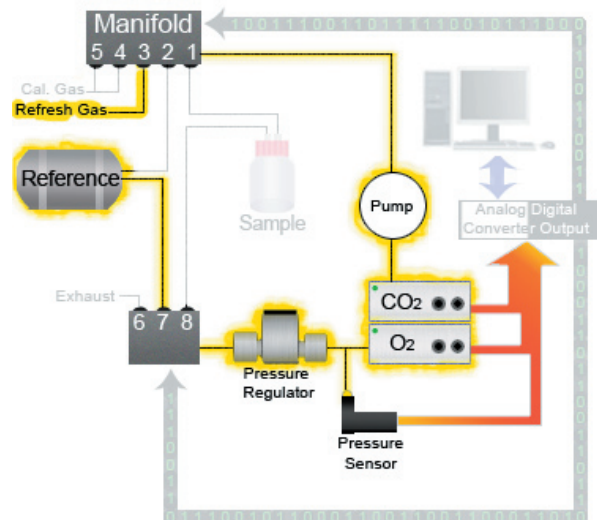 Manifold
5 4 3 2 1
Cal. Gas
Refresh Gas
Reference
Sample
Pump
Analog Digital
Converter Output
Exhaust
6 7 8
CO2
O2
Pressure
Regulator
Pressure
Sensor